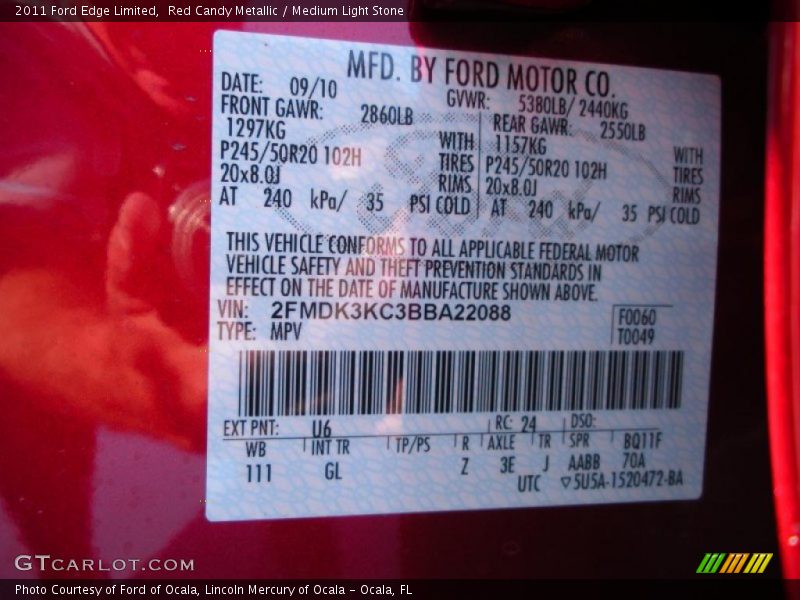 2011 Ford Edge Limited,  Red Candy Metallic / Medium Light Stone
MFD. BY FORD MOTOR CO.
DATE: 09/10
GVWR: 5380LB/ 2440KG
FRONT GAWR: 2860LB
REAR GAWR: 2550LB
1297KG WITH
1157KG WITH
P245/50R20 102H TIRES
P245/50R20 102H TIRES
20x8.0J RIMS
20x8.0J RIMS
AT 240 kPa/ 35 PSI COLD
AT 240 kPa/ 35 PSI COLD
THIS VEHICLE CONFORMS TO ALL APPLICABLE FEDERAL MOTOR
VEHICLE SAFETY AND THEFT PREVENTION STANDARDS IN
EFFECT ON THE DATE OF MANUFACTURE SHOWN ABOVE.
VIN: 2FMDK3KC3BBA22088
F0060
TYPE: MPV
T0049
EXT PNT: U6 RC: 24 DSO:
WB INT TR TP/PS R AXLE TR SPR BQ11F
111 GL Z 3E J AABB 70A
UTC ▽5U5A-1520472-BA
GTCARLOT.COM
Photo Courtesy of Ford of Ocala, Lincoln Mercury of Ocala - Ocala, FL